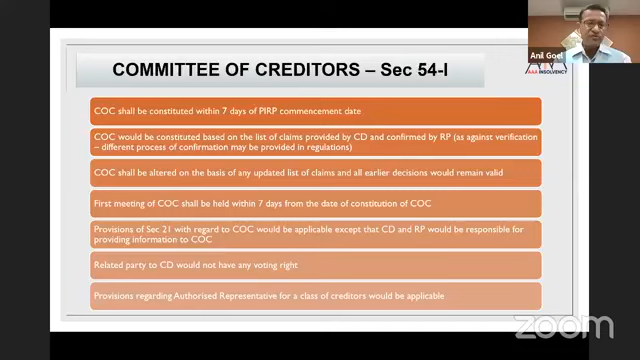 Anil Goel
AAA INSOLVENCY
COMMITTEE OF CREDITORS – Sec 54-I
COC shall be constituted within 7 days of PIRP commencement date
COC would be constituted based on the list of claims provided by CD and confirmed by RP (as against verification
– different process of confirmation may be provided in regulations)
COC shall be altered on the basis of any updated list of claims and all earlier decisions would remain valid
First meeting of COC shall be held within 7 days from the date of constitution of COC
Provisions of Sec 21 with regard to COC would be applicable except that CD and RP would be responsible for
providing information to COC
Related party to CD would not have any voting right
Provisions regarding Authorised Representative for a class of creditors would be applicable
zoom